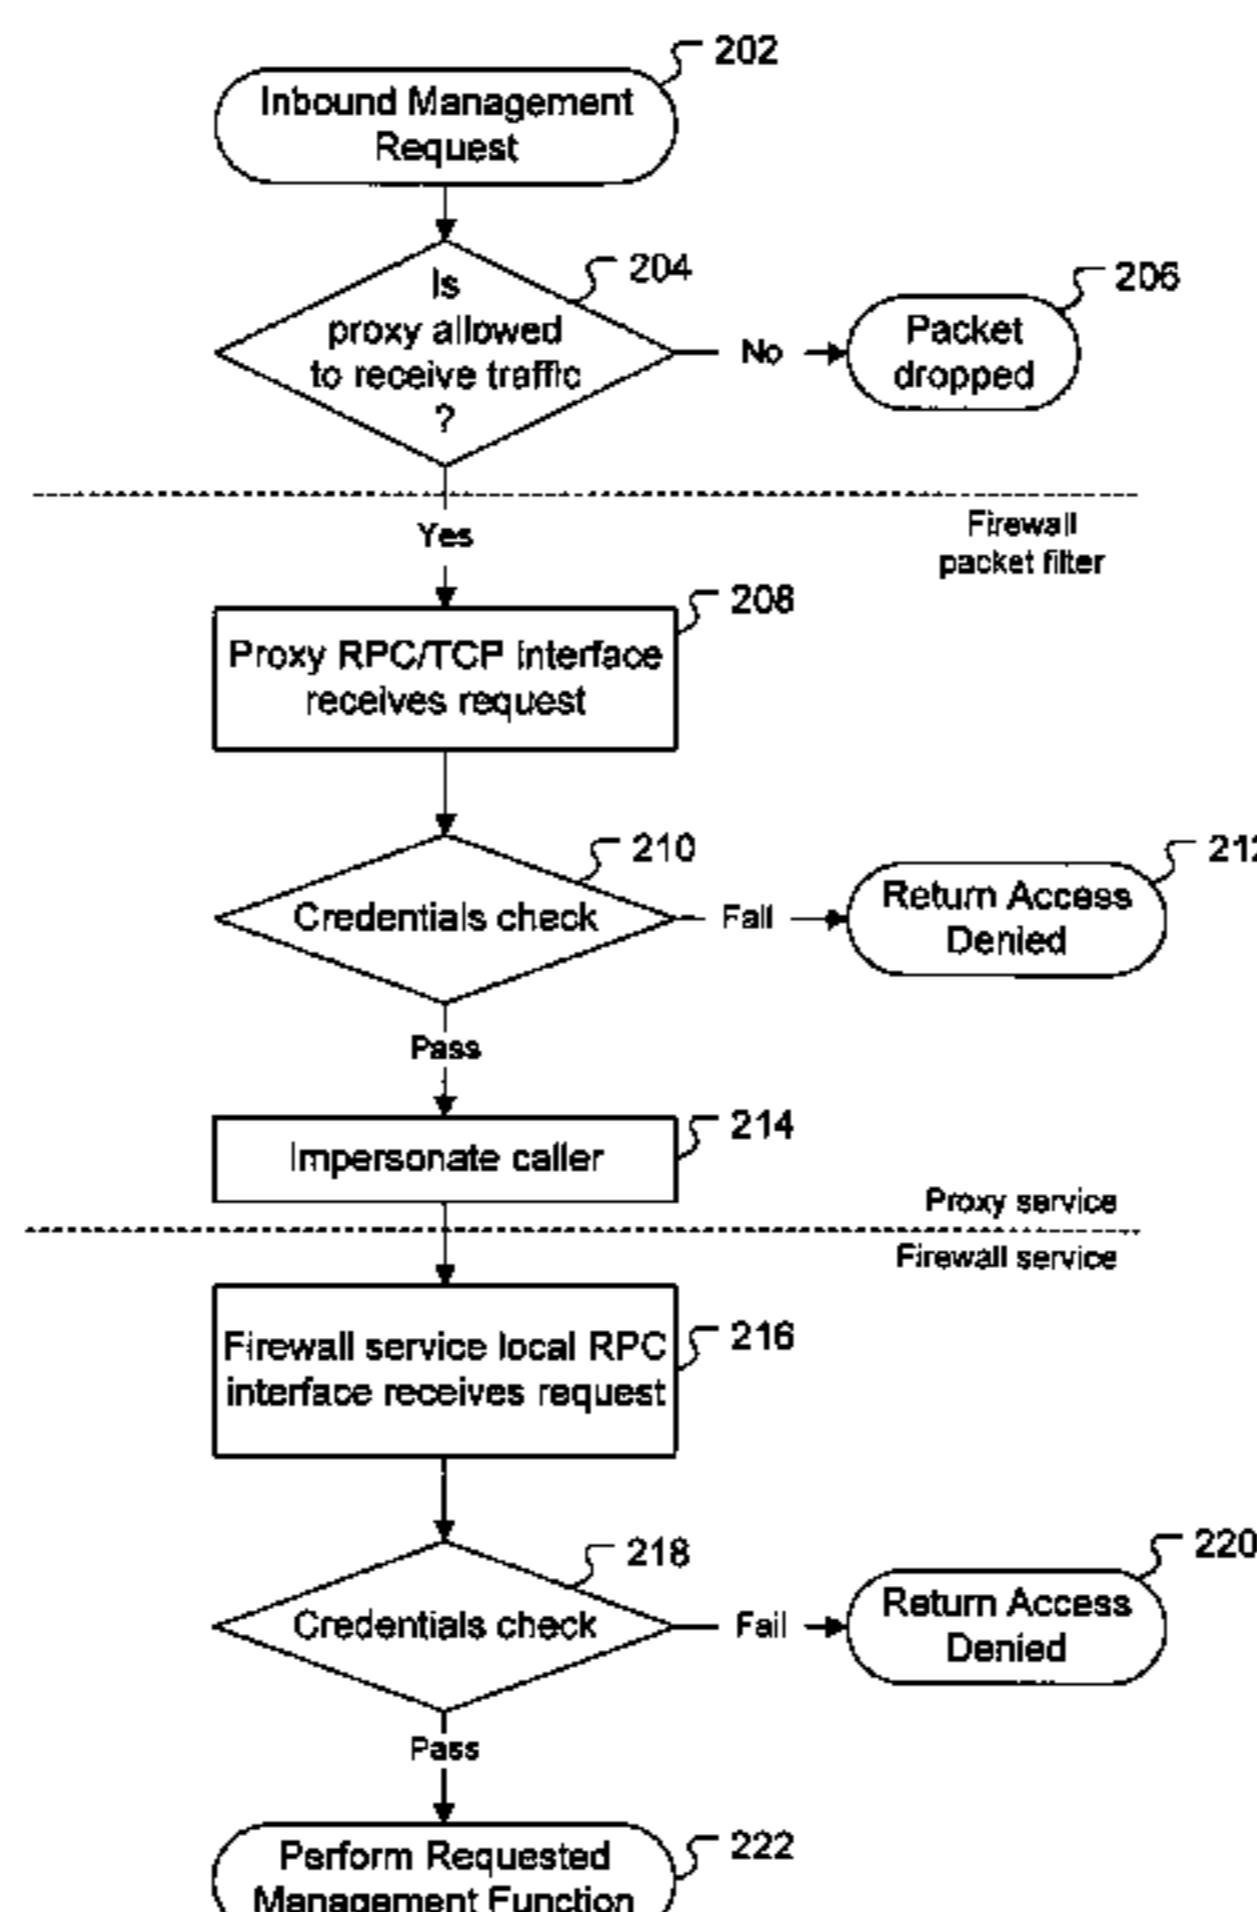 202
Inbound Management
Request
204
Is
proxy allowed
to receive traffic
?
No
206
Packet
dropped
Yes
Firewall
packet filter
208
Proxy RPC/TCP interface
receives request
210
Credentials check
Fail
212
Return Access
Denied
Pass
214
Impersonate caller
Proxy service
Firewall service
216
Firewall service local RPC
interface receives request
218
Credentials check
Fail
220
Return Access
Denied
Pass
222
Perform Requested
Management Function